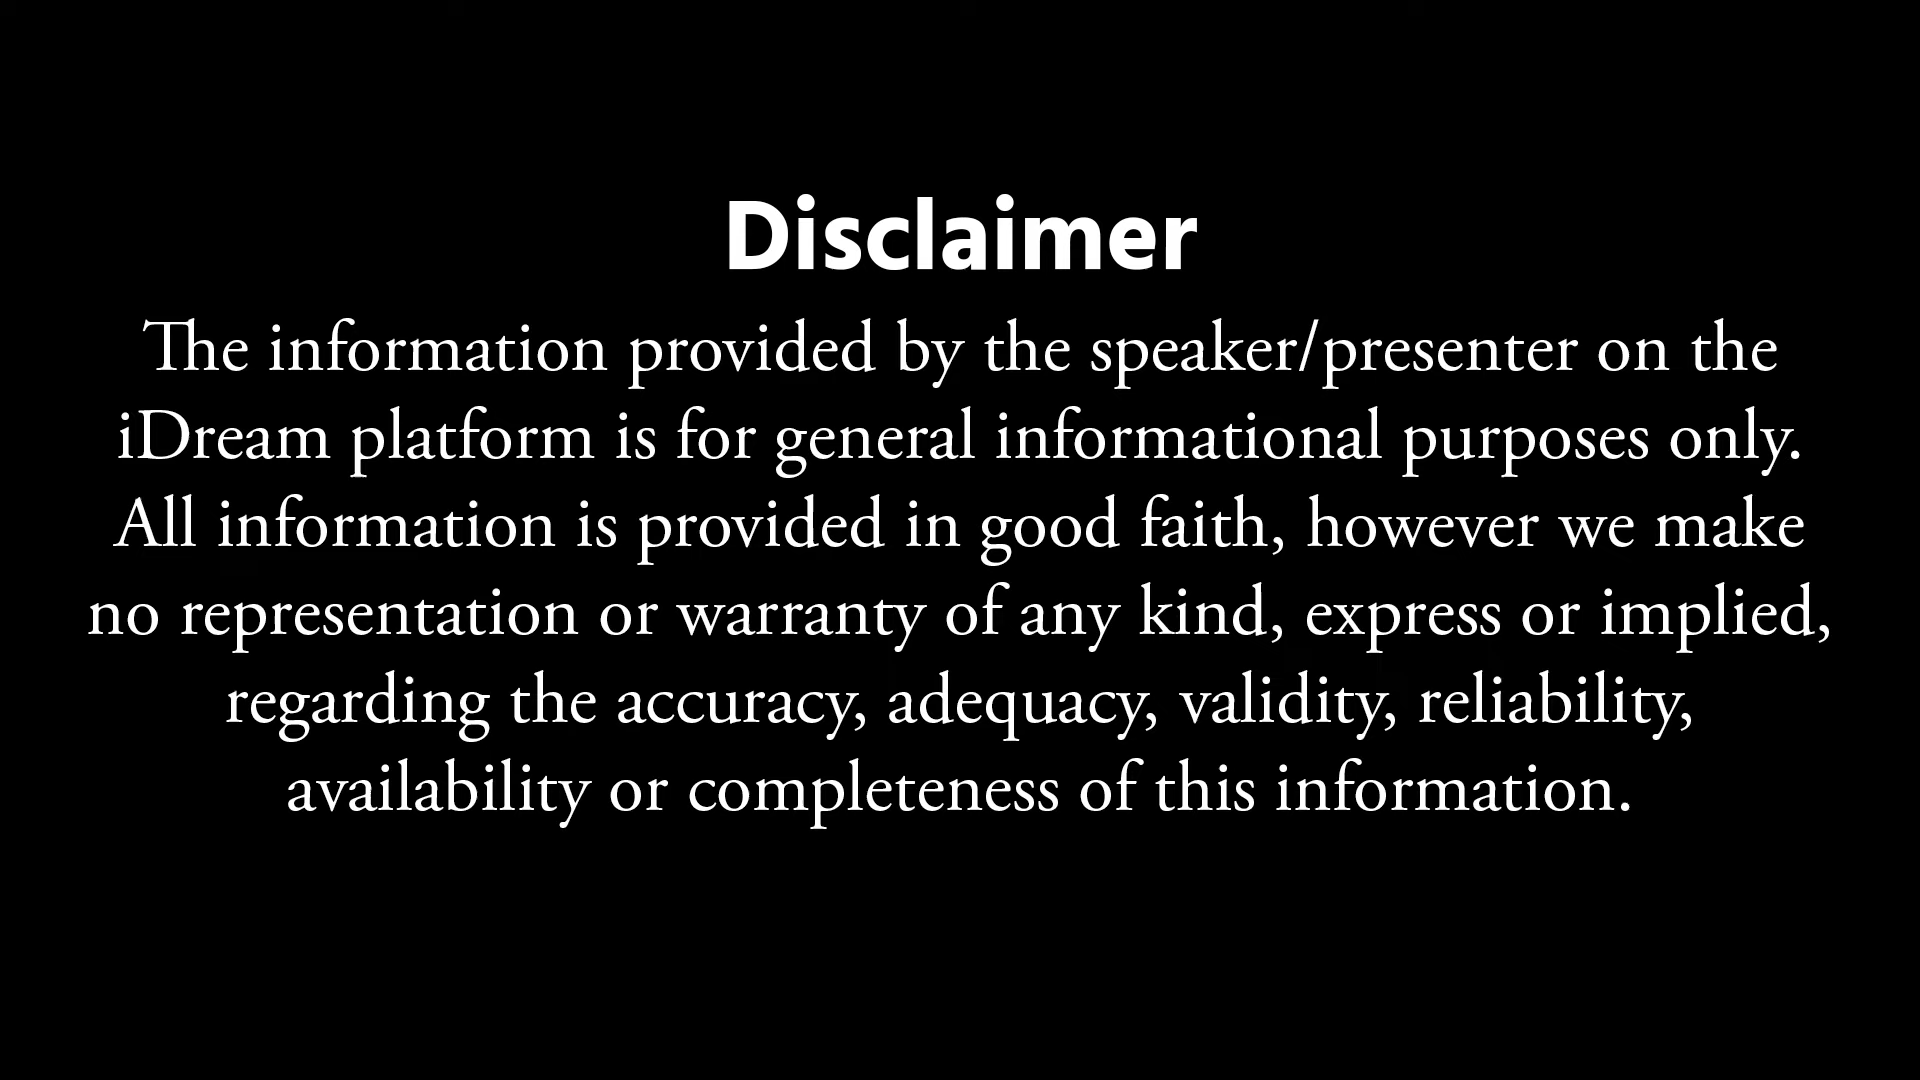 Disclaimer
The information provided by the speaker/presenter on the
iDream platform is for general informational purposes only.
All information is provided in good faith, however we make
no representation or warranty of any kind, express or implied,
regarding the accuracy, adequacy, validity, reliability,
availability or completeness of this information.